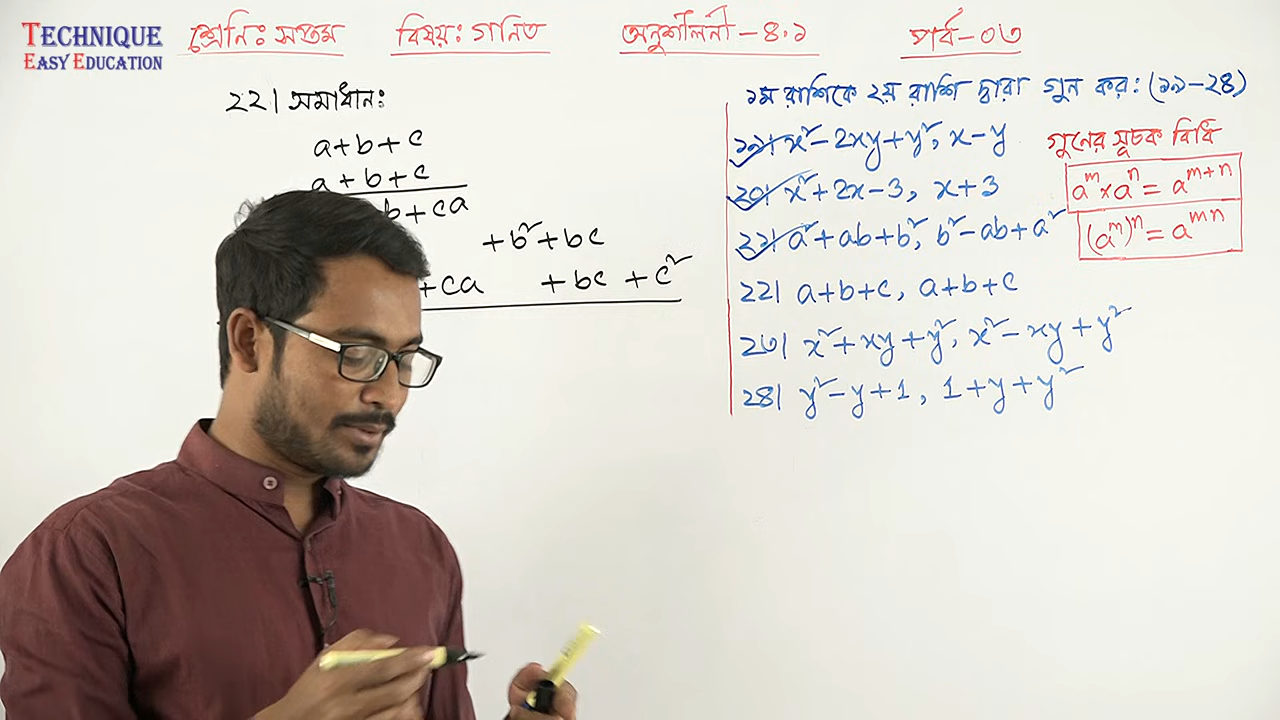 TECHNIQUE
EASY EDUCATION
শ্রেনিঃ সপ্তম বিষয়ঃ গনিত অনুশীলনী – ৪.১ পার্ব – ০৩
২২। সমাধানঃ
a+b+c
a+b+c
b+ca
+b²+bc
+ca +bc +c²
১ম রাশিকে ২য় রাশি দ্বারা গুন করঃ (১৯–২৪)
১৯। x²-2xy+y², x-y
২০। x²+2x-3, x+3
২১। a²+ab+b², b²-ab+a²
২২। a+b+c, a+b+c
২৩। x²+xy+y², x²-xy+y²
২৪। y²-y+1, 1+y+y²
গুনের সূচক বিধি
aᵐ×aⁿ=aᵐ⁺ⁿ
(aᵐ)ⁿ=aᵐⁿ